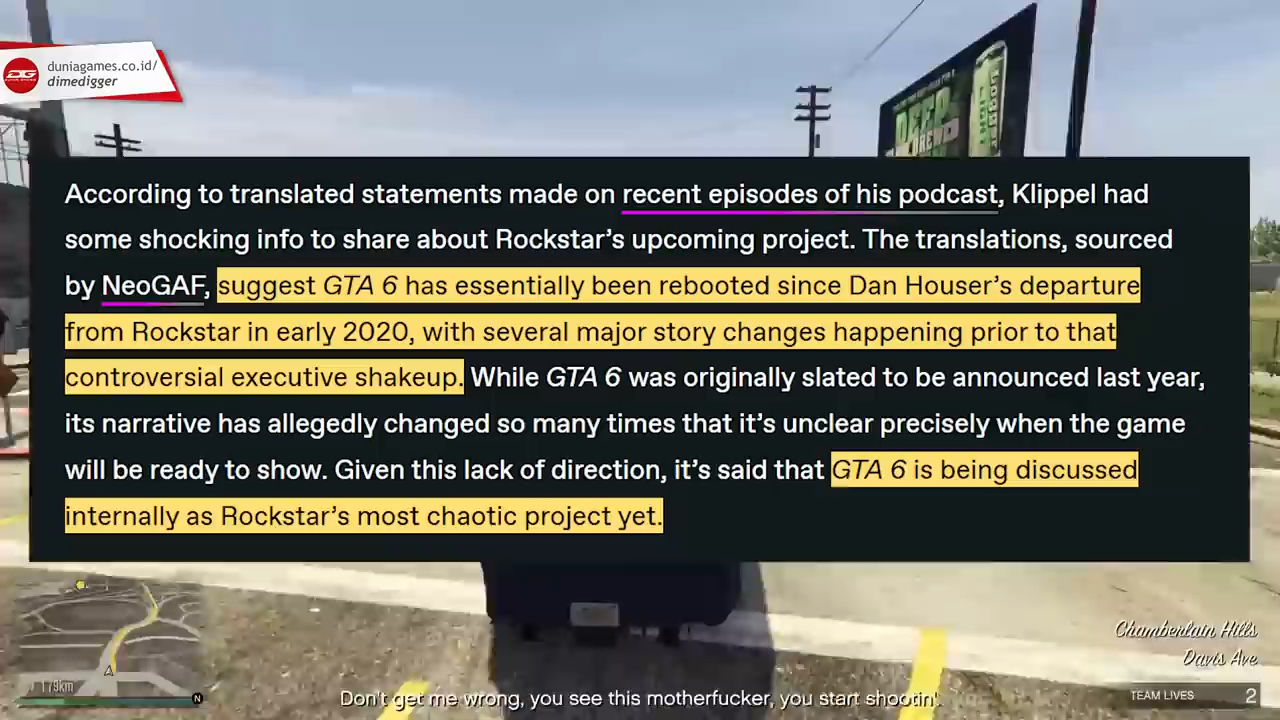 duniagames.co.id/
dimedigger
DG
DEEP
According to translated statements made on recent episodes of his podcast, Klippel had
some shocking info to share about Rockstar’s upcoming project. The translations, sourced
by NeoGAF, suggest GTA 6 has essentially been rebooted since Dan Houser’s departure
from Rockstar in early 2020, with several major story changes happening prior to that
controversial executive shakeup. While GTA 6 was originally slated to be announced last year,
its narrative has allegedly changed so many times that it’s unclear precisely when the game
will be ready to show. Given this lack of direction, it’s said that GTA 6 is being discussed
internally as Rockstar’s most chaotic project yet.
Chamberlain Hills
Davis Ave
N
TEAM LIVES 2
Don't get me wrong, you see this motherfucker, you start shootin'.